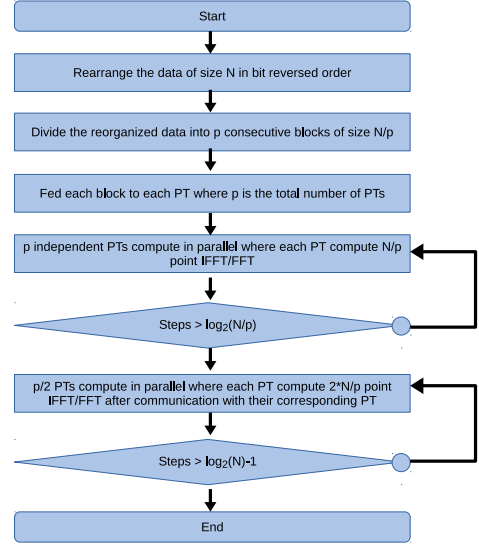 Start
Rearrange the data of size N in bit reversed order
Divide the reorganized data into p consecutive blocks of size N/p
Fed each block to each PT where p is the total number of PTs
p independent PTs compute in parallel where each PT compute N/p
point IFFT/FFT
Steps > log₂(N/p)
p/2 PTs compute in parallel where each PT compute 2*N/p point
IFFT/FFT after communication with their corresponding PT
Steps > log₂(N)-1
End